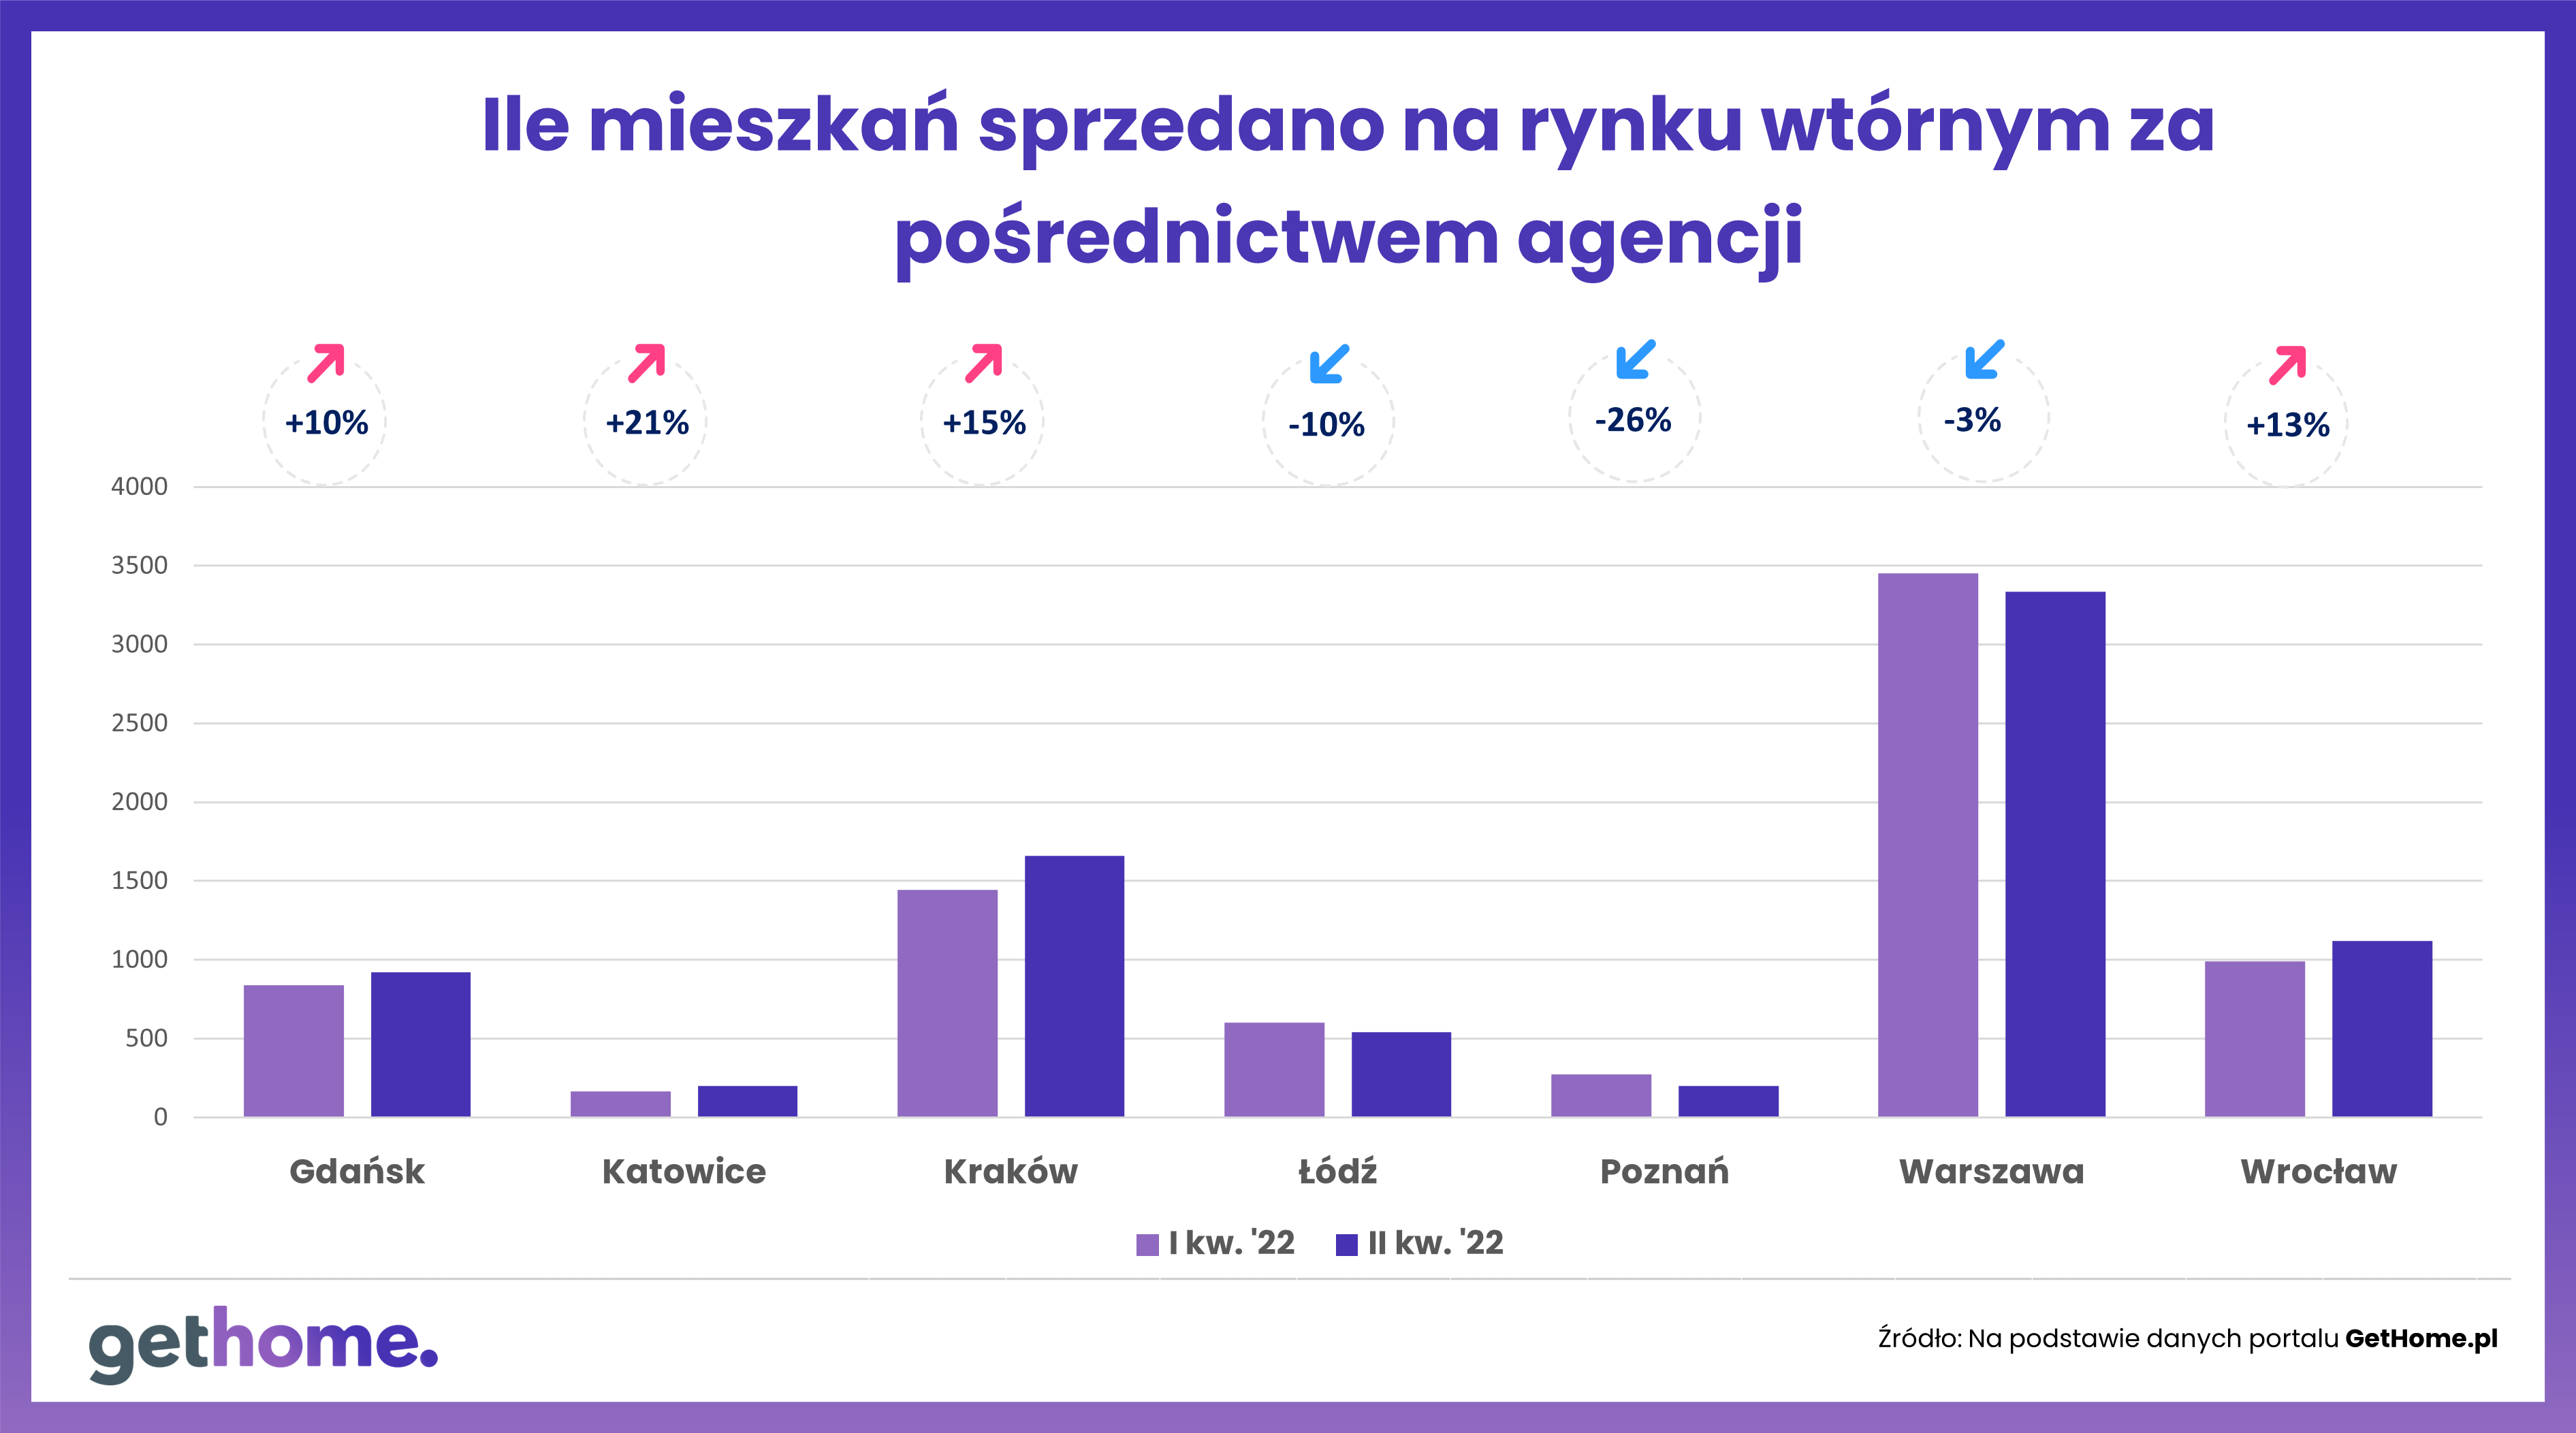 Ile mieszkań sprzedano na rynku wtórnym za
pośrednictwem agencji
+10%
+21%
+15%
-10%
-26%
-3%
+13%
4000
3500
3000
2500
2000
1500
1000
500
0
Gdańsk
Katowice
Kraków
Łódź
Poznań
Warszawa
Wrocław
I kw. '22
II kw. '22
gethome.
Źródło: Na podstawie danych portalu GetHome.pl